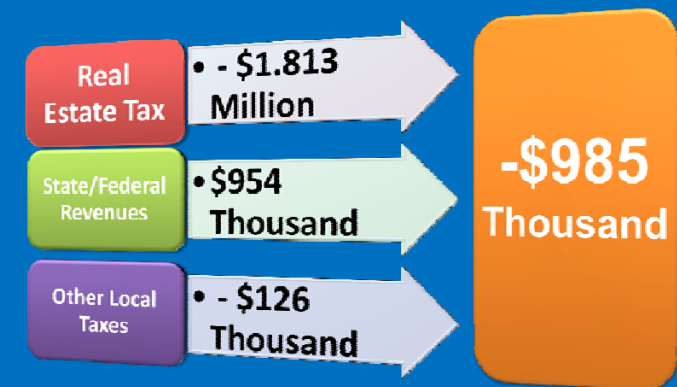 Real
Estate Tax
• - $1.813
Million
State/Federal
Revenues
• $954
Thousand
Other Local
Taxes
• - $126
Thousand
-$985
Thousand